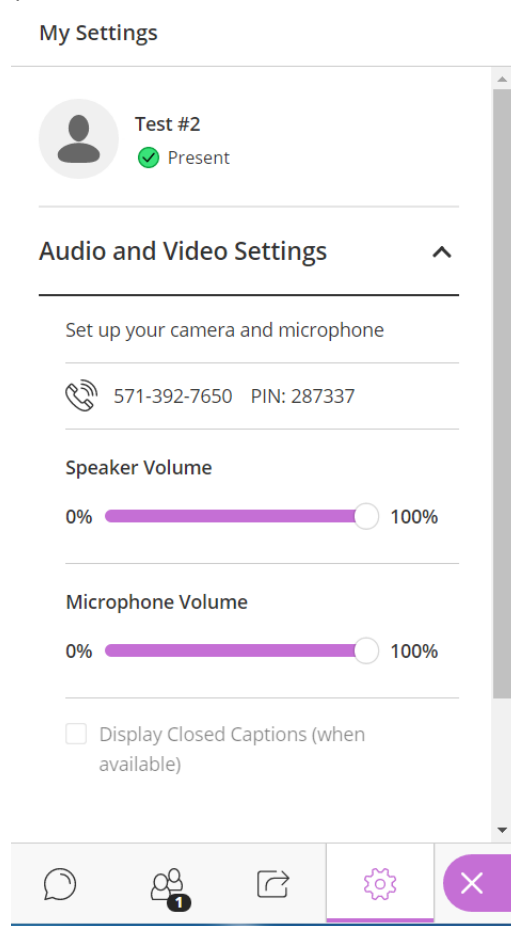 My Settings
Test #2
Present
Audio and Video Settings
Set up your camera and microphone
571-392-7650 PIN: 287337
Speaker Volume
0% 100%
Microphone Volume
0% 100%
Display Closed Captions (when
available)
1